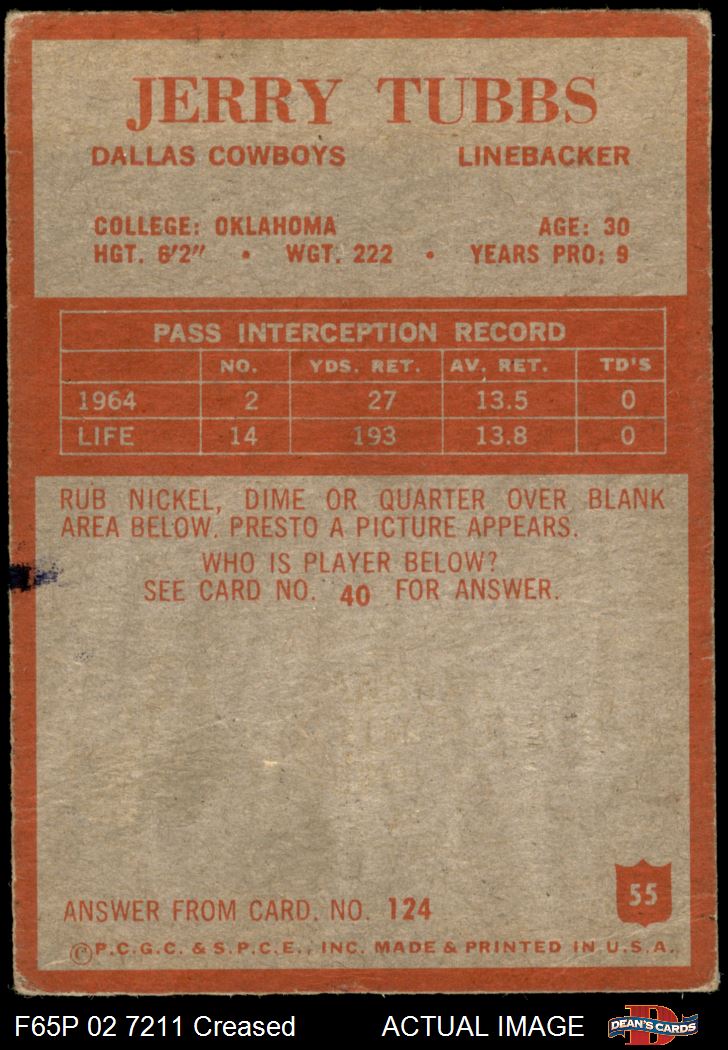 JERRY TUBBS
DALLAS COWBOYS LINEBACKER
COLLEGE: OKLAHOMA AGE: 30
HGT. 6'2" • WGT. 222 • YEARS PRO: 9
PASS INTERCEPTION RECORD
NO. YDS. RET. AV. RET. TD'S
1964 2 27 13.5 0
LIFE 14 193 13.8 0
RUB NICKEL, DIME OR QUARTER OVER BLANK
AREA BELOW. PRESTO A PICTURE APPEARS.
WHO IS PLAYER BELOW?
SEE CARD NO. 40 FOR ANSWER.
55
ANSWER FROM CARD. NO. 124
©P.C.G.C. & S.P.C.E., INC. MADE & PRINTED IN U.S.A.
F65P 02 7211 Creased ACTUAL IMAGE
DEAN'S CARDS